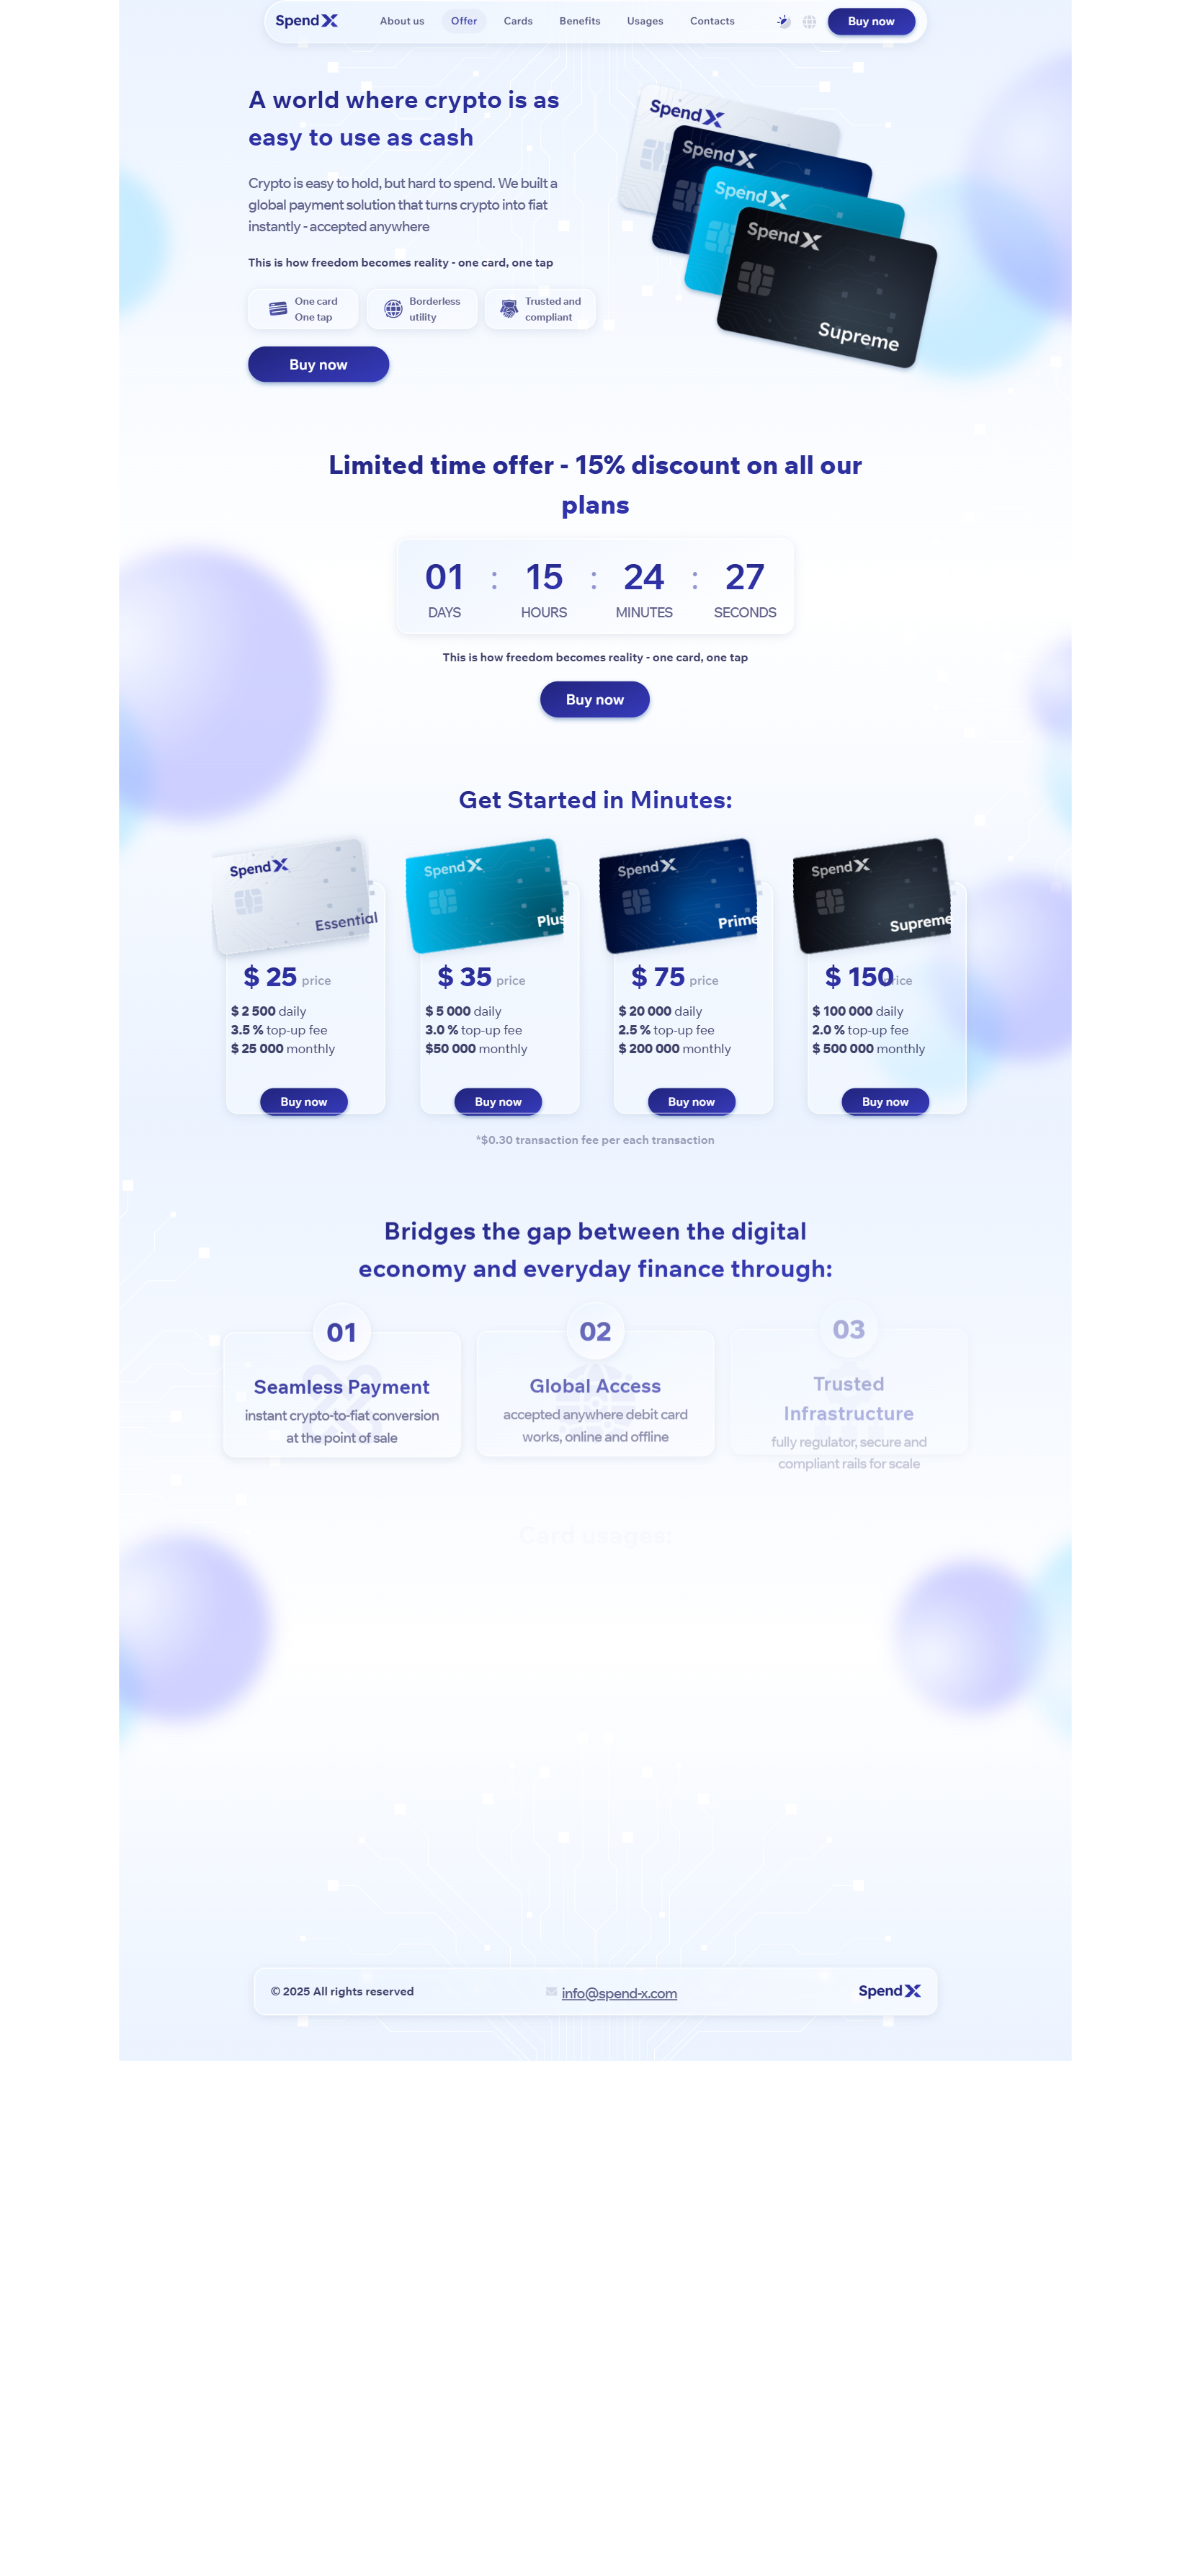 Spend X
About us
Offer
Cards
Benefits
Usages
Contacts
Buy now
A world where crypto is as
easy to use as cash
Crypto is easy to hold, but hard to spend. We built a
global payment solution that turns crypto into fiat
instantly - accepted anywhere
This is how freedom becomes reality - one card, one tap
One card
One tap
Borderless
utility
Trusted and
compliant
Buy now
Spend X
Spend X
Spend X
Spend X
Supreme
Limited time offer - 15% discount on all our
plans
01 : 15 : 24 : 27
DAYS HOURS MINUTES SECONDS
This is how freedom becomes reality - one card, one tap
Buy now
Get Started in Minutes:
Spend X
Essential
$ 25 price
$ 2 500 daily
3.5 % top-up fee
$ 25 000 monthly
Buy now
Spend X
Plus
$ 35 price
$ 5 000 daily
3.0 % top-up fee
$50 000 monthly
Buy now
Spend X
Prime
$ 75 price
$ 20 000 daily
2.5 % top-up fee
$ 200 000 monthly
Buy now
Spend X
Supreme
$ 150 price
$ 100 000 daily
2.0 % top-up fee
$ 500 000 monthly
Buy now
*$0.30 transaction fee per each transaction
Bridges the gap between the digital
economy and everyday finance through:
01
Seamless Payment
instant crypto-to-fiat conversion
at the point of sale
02
Global Access
accepted anywhere debit card
works, online and offline
03
Trusted
Infrastructure
fully regulator, secure and
compliant rails for scale
Card usages:
© 2025 All rights reserved
info@spend-x.com
Spend X